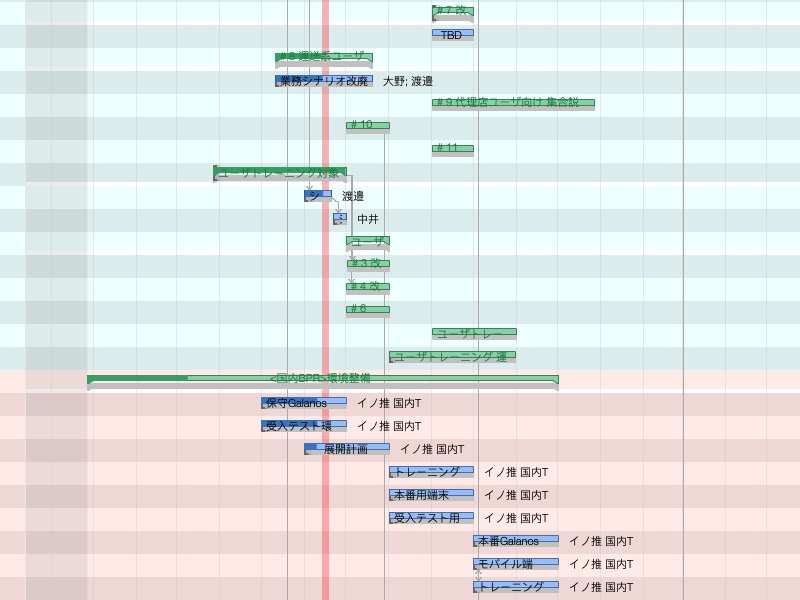 #7 改
TBD
#8 運送系ユーザ
業務シナリオ改廃 大野; 渡邉
#9 代理店ユーザ向け 集合説
#10
#11
ユーザトレーニング対象
シ 渡邉
中井
ユーザ
#3 改
#4 改
#6
ユーザトレー
ユーザトレーニング 運
<国内BPR>環境整備
保守Galanos イノ推 国内T
受入テスト環 イノ推 国内T
展開計画 イノ推 国内T
トレーニング イノ推 国内T
本番用端末 イノ推 国内T
受入テスト用 イノ推 国内T
本番Galanos イノ推 国内T
モバイル端 イノ推 国内T
トレーニング イノ推 国内T